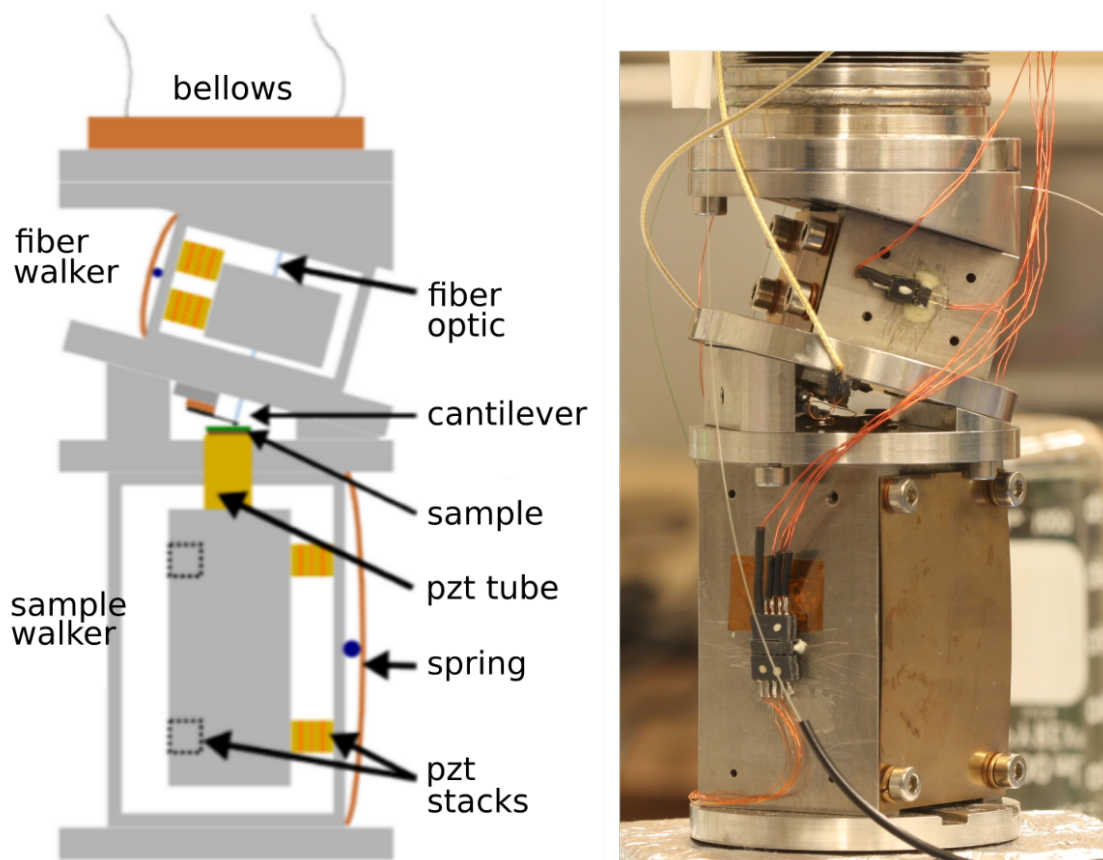 bellows
fiber
walker
fiber
optic
cantilever
sample
pzt tube
sample
walker
spring
pzt
stacks